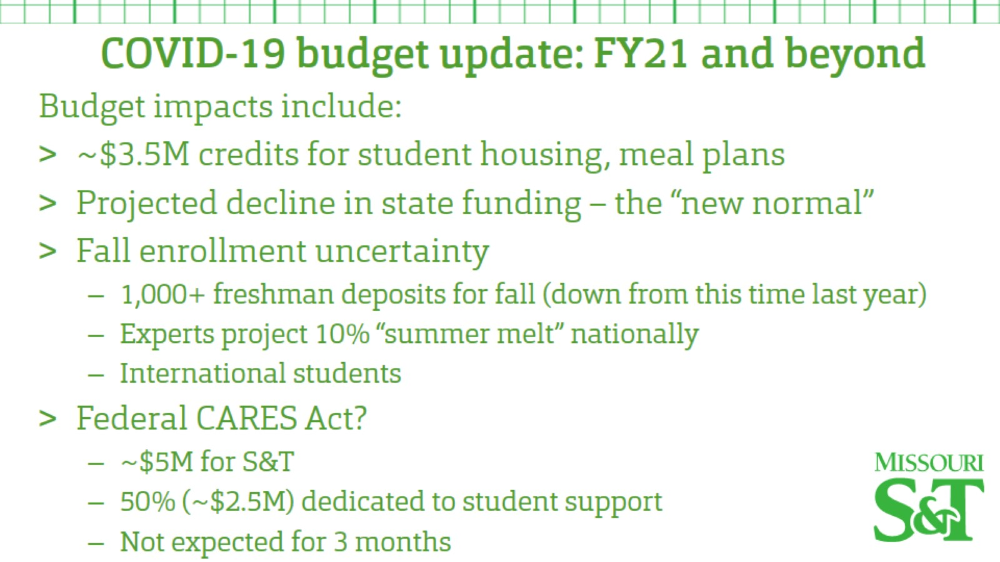 COVID-19 budget update: FY21 and beyond
Budget impacts include:
> ~$3.5M credits for student housing, meal plans
> Projected decline in state funding – the “new normal”
> Fall enrollment uncertainty
– 1,000+ freshman deposits for fall (down from this time last year)
– Experts project 10% “summer melt” nationally
– International students
> Federal CARES Act?
– ~$5M for S&T
– 50% (~$2.5M) dedicated to student support
– Not expected for 3 months
MISSOURI
S&T